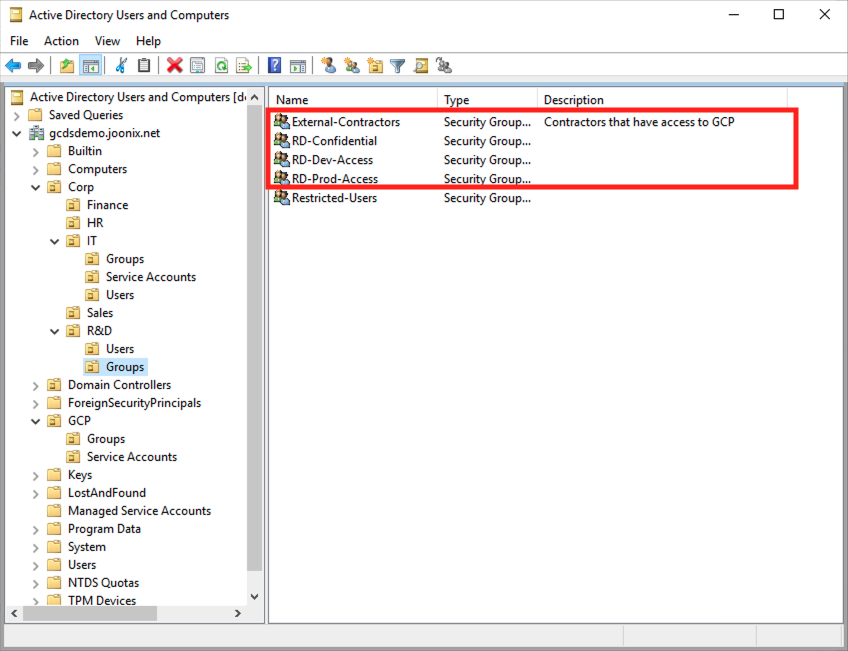 Active Directory Users and Computers
File Action View Help
Active Directory Users and Computers [de
Saved Queries
gcdsdemo.joonix.net
Builtin
Computers
Corp
Finance
HR
IT
Groups
Service Accounts
Users
Sales
R&D
Users
Groups
Domain Controllers
ForeignSecurityPrincipals
GCP
Groups
Service Accounts
Keys
LostAndFound
Managed Service Accounts
Program Data
System
Users
NTDS Quotas
TPM Devices
Name Type Description
External-Contractors Security Group... Contractors that have access to GCP
RD-Confidential Security Group...
RD-Dev-Access Security Group...
RD-Prod-Access Security Group...
Restricted-Users Security Group...